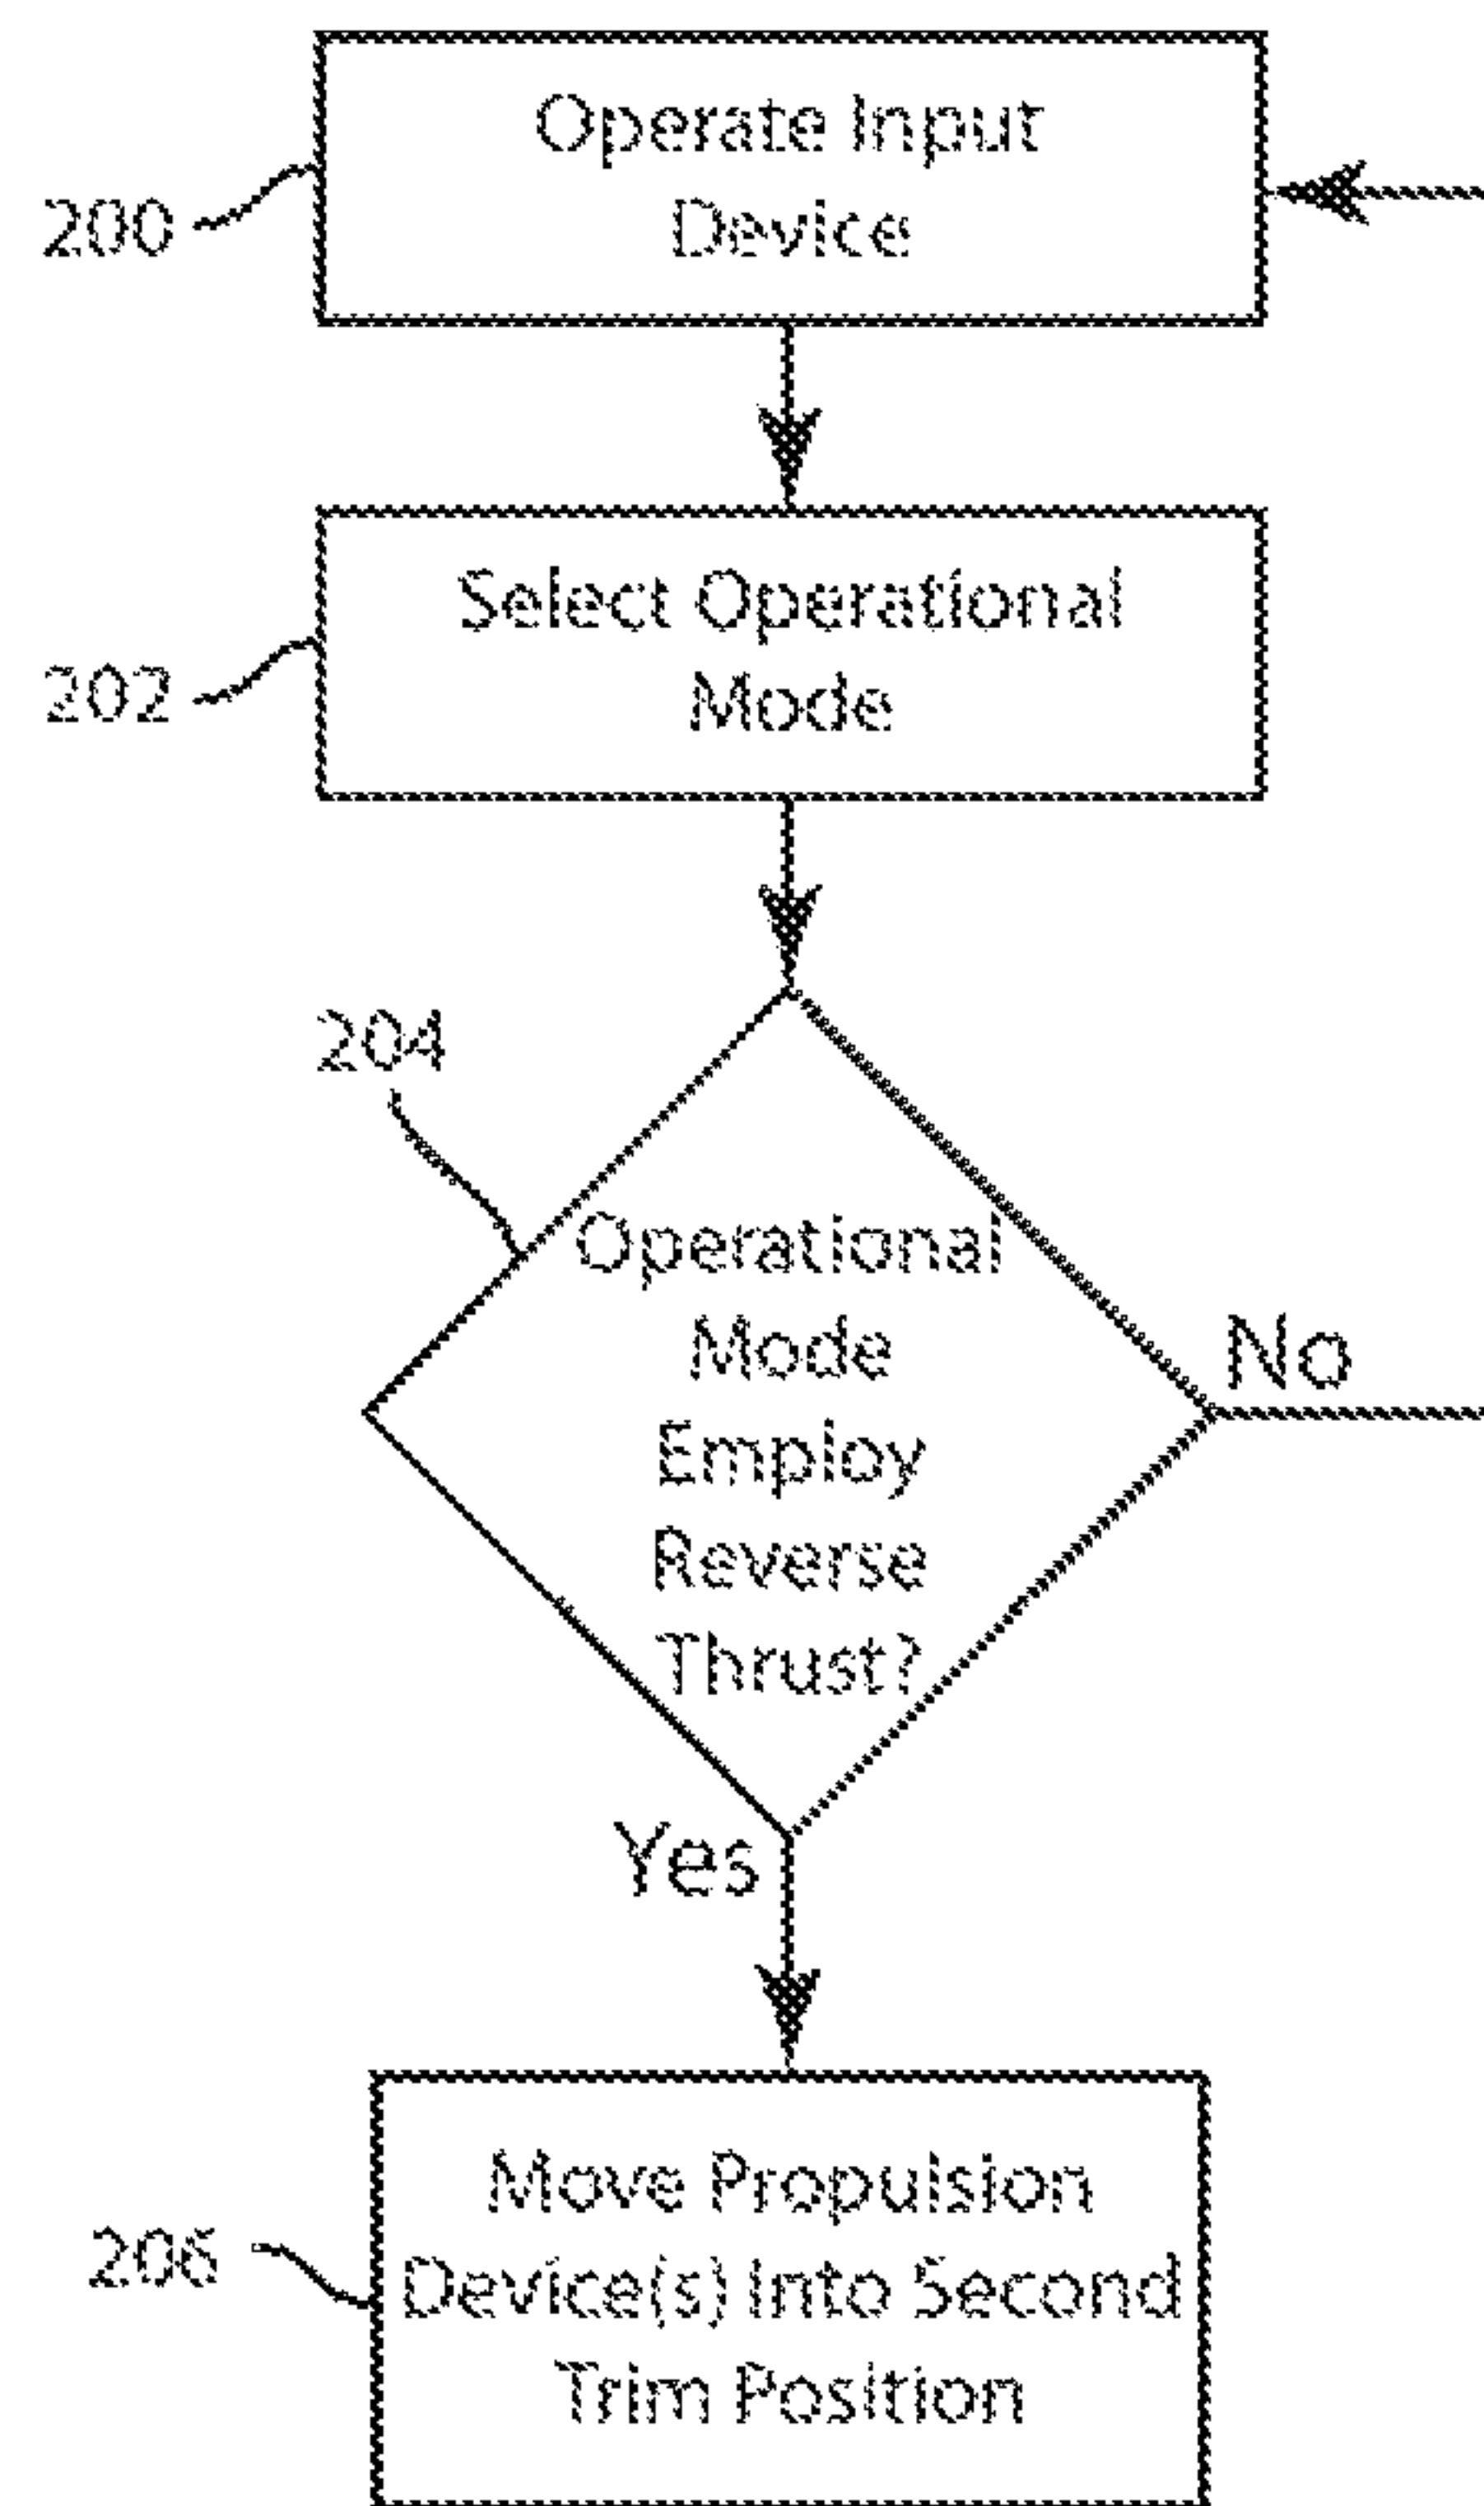 Operate Input
Device
200
Select Operational
Mode
202
204
Operational
Mode
Employ
Reverse
Thrust?
No
Yes
Move Propulsion
Device(s) Into Second
Trim Position
206